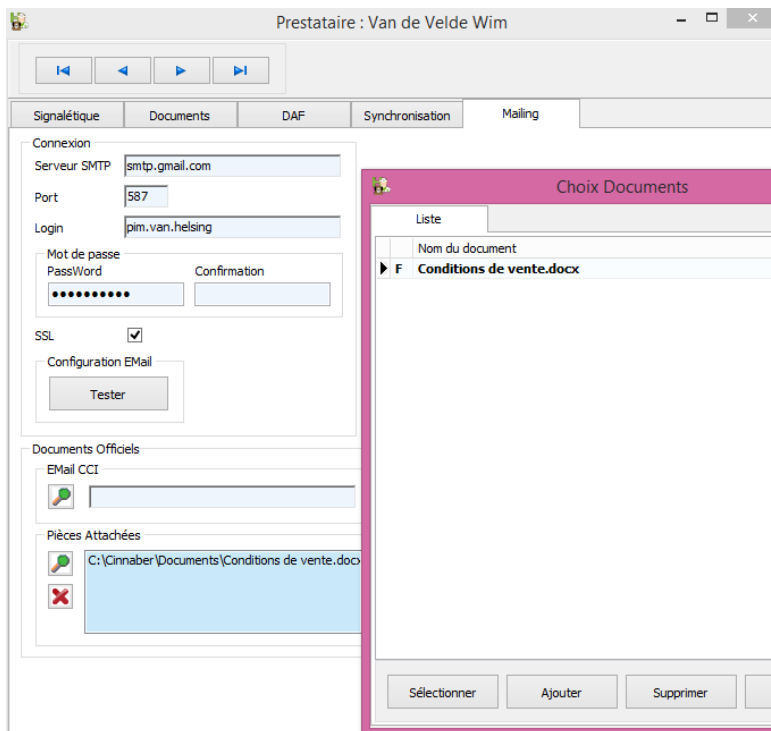 Prestataire : Van de Velde Wim
Signalétique Documents DAF Synchronisation Mailing
Connexion
Serveur SMTP smtp.gmail.com
Port 587
Login pim.van.helsing
Mot de passe
PassWord Confirmation
••••••••••
SSL
Configuration EMail
Tester
Documents Officiels
EMail CCI
Pièces Attachées
C:\Cinnaber\Documents\Conditions de vente.docx
Choix Documents
Liste
Nom du document
F Conditions de vente.docx
Sélectionner Ajouter Supprimer